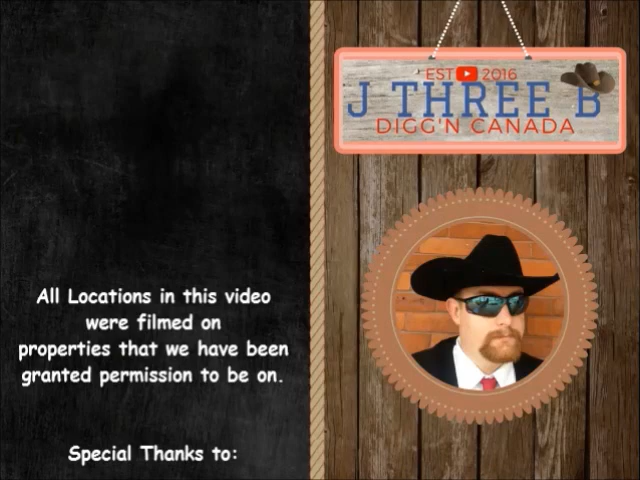 EST 2016
J THREE B
DIGG'N CANADA
All Locations in this video
were filmed on
properties that we have been
granted permission to be on.
Special Thanks to: